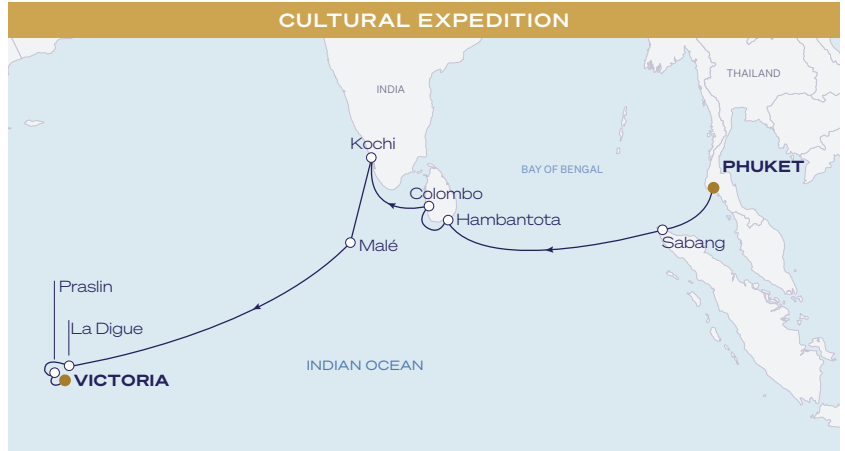 CULTURAL EXPEDITION
THAILAND
INDIA
Kochi
PHUKET
BAY OF BENGAL
Colombo
Hambantota
Sabang
Malé
Praslin
La Digue
INDIAN OCEAN
VICTORIA